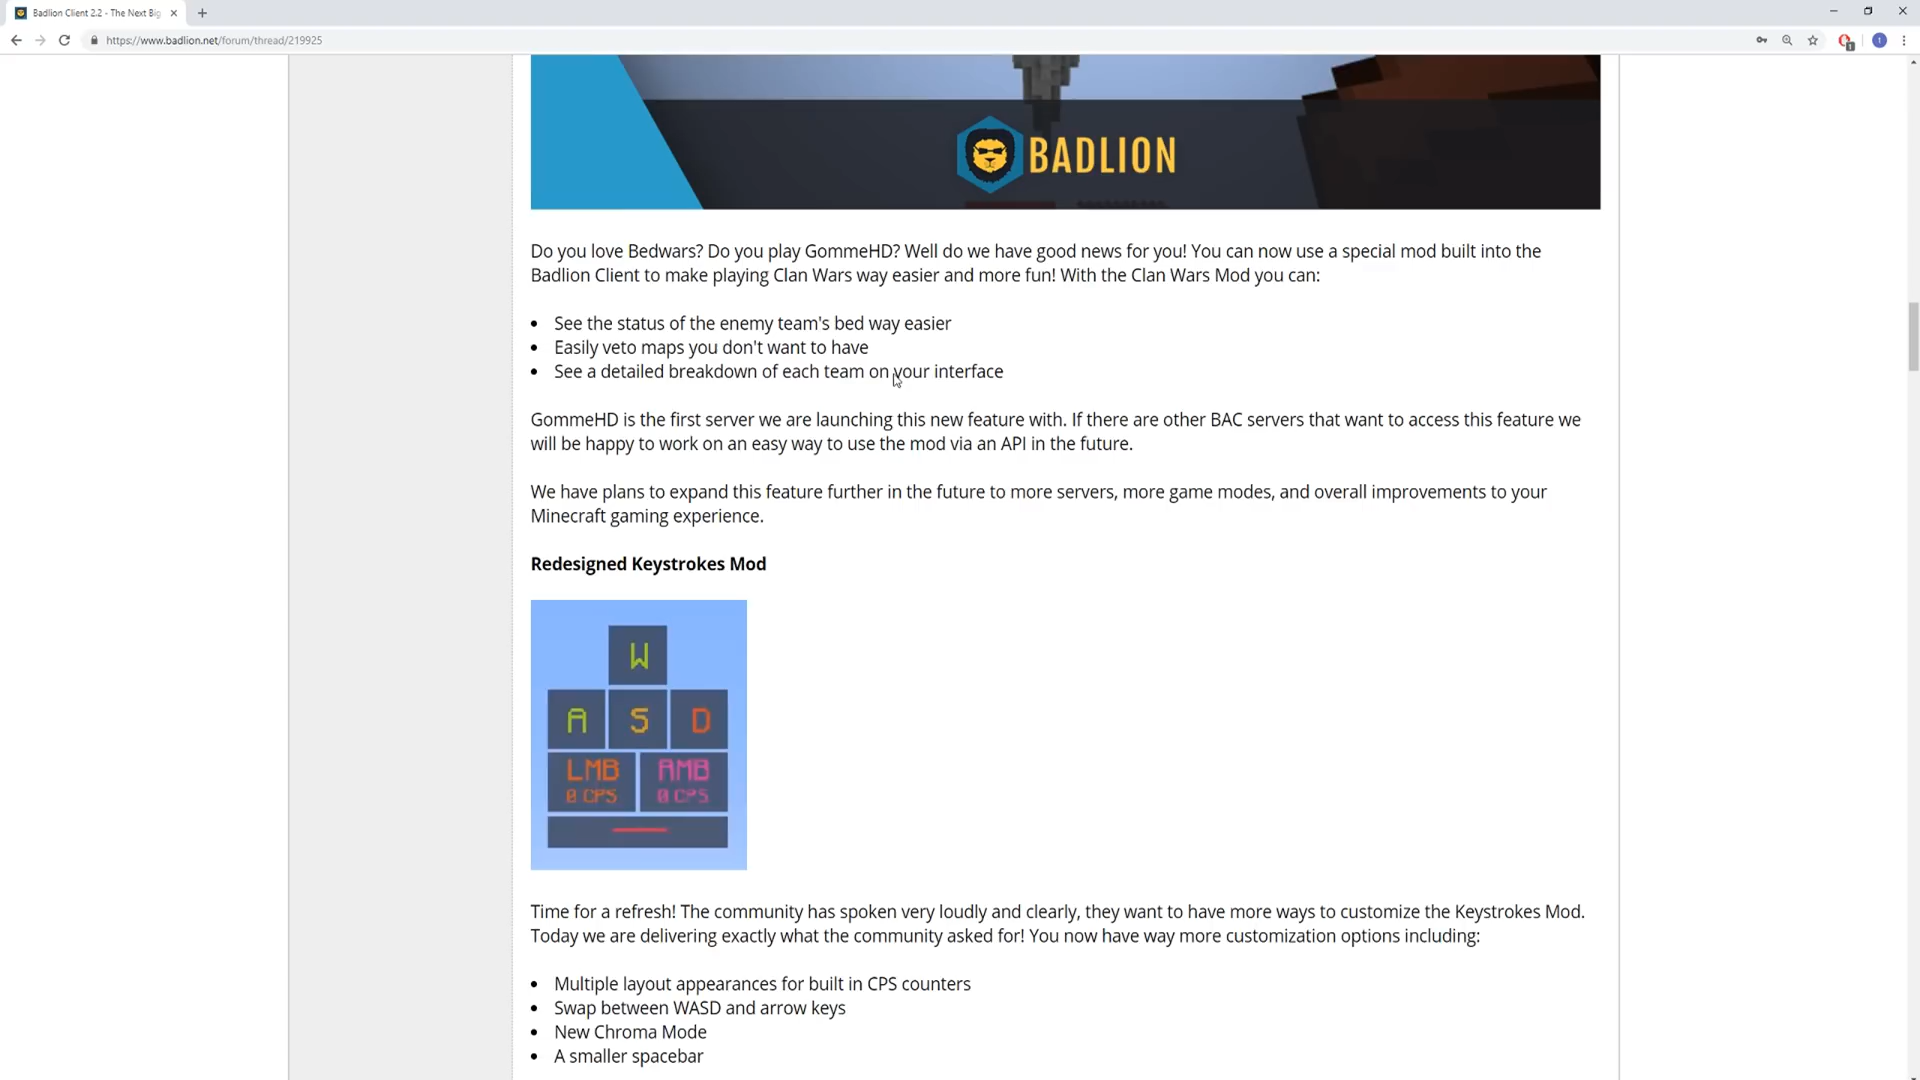 Badlion Client 2.2 - The Next Big
https://www.badlion.net/forum/thread/219925
BADLION
Do you love Bedwars? Do you play GommeHD? Well do we have good news for you! You can now use a special mod built into the
Badlion Client to make playing Clan Wars way easier and more fun! With the Clan Wars Mod you can:
• See the status of the enemy team's bed way easier
• Easily veto maps you don't want to have
• See a detailed breakdown of each team on your interface
GommeHD is the first server we are launching this new feature with. If there are other BAC servers that want to access this feature we
will be happy to work on an easy way to use the mod via an API in the future.
We have plans to expand this feature further in the future to more servers, more game modes, and overall improvements to your
Minecraft gaming experience.
Redesigned Keystrokes Mod
W
A S D
LMB RMB
0 CPS 0 CPS
Time for a refresh! The community has spoken very loudly and clearly, they want to have more ways to customize the Keystrokes Mod.
Today we are delivering exactly what the community asked for! You now have way more customization options including:
• Multiple layout appearances for built in CPS counters
• Swap between WASD and arrow keys
• New Chroma Mode
• A smaller spacebar